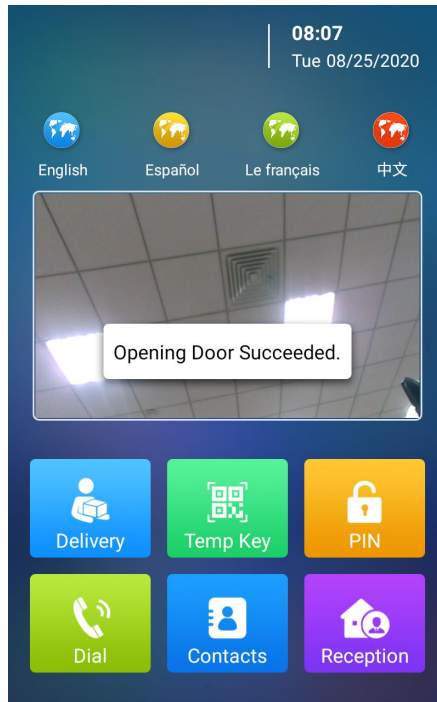 08:07
Tue 08/25/2020
English Español Le français 中文
Opening Door Succeeded.
Delivery Temp Key PIN
Dial Contacts Reception